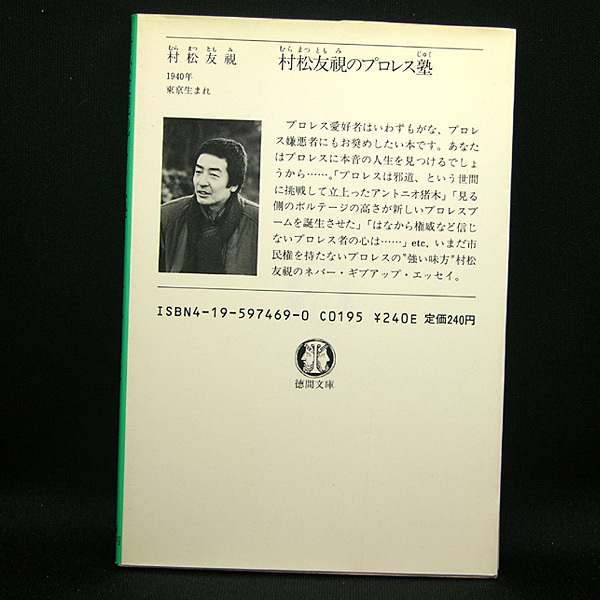 むら まつ とも み
村松友視
1940年
東京生まれ
むら まつ とも み じゅく
村松友視のプロレス塾
プロレス愛好者はいわずもがな、プロレ
ス嫌悪者にもお奨めしたい本です。あなた
はプロレスに本音の人生を見つけるでしょ
うから……。「プロレスは邪道、という世間
に挑戦して立上ったアントニオ猪木」「見る
側のボルテージの高さが新しいプロレスブ
ームを誕生させた」「はなから権威など信じ
ないプロレス者の心は……」etc、いまだ市
民権を持たないプロレスの〝強い味方〟村松
友視のネバー・ギブアップ・エッセイ。
ISBN4-19-597469-0 C0195 ¥240E 定価240円
徳間文庫